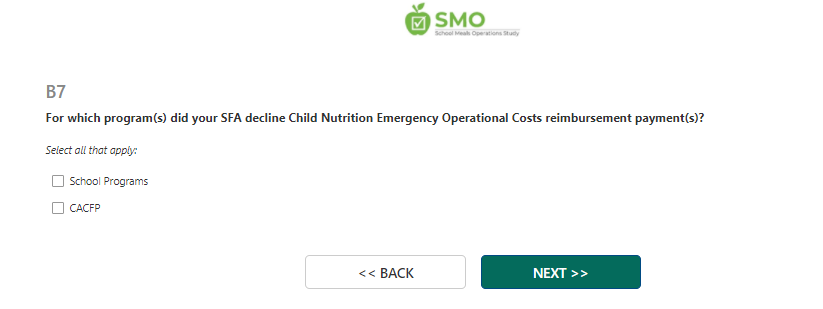 SMO
School Meals Operations Study
B7
For which program(s) did your SFA decline Child Nutrition Emergency Operational Costs reimbursement payment(s)?
Select all that apply:
School Programs
CACFP
<< BACK
NEXT >>